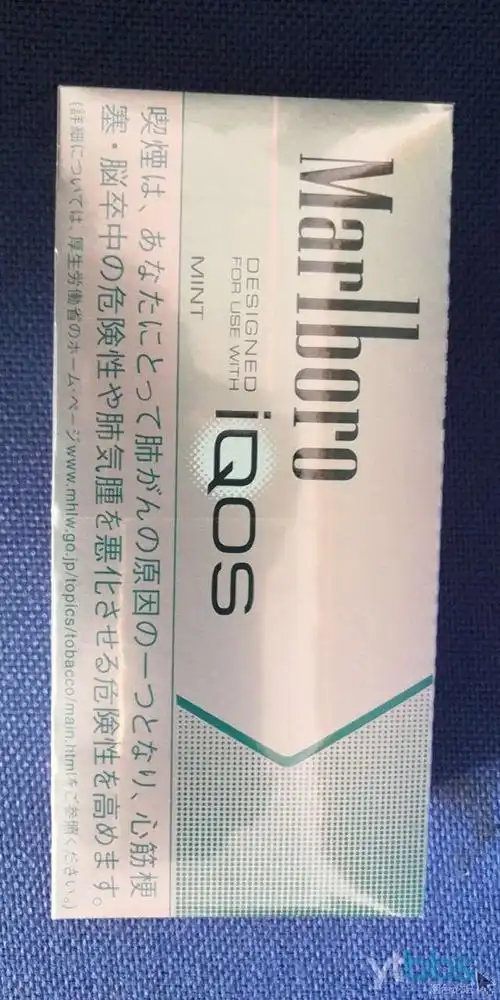 Marlboro
DESIGNED
FOR USE WITH
iQOS
MINT
喫煙は、あなたにとって肺がんの原因の一つとなり、心筋梗
塞・脳卒中の危険性や肺気腫を悪化させる危険性を高めます。
(詳細については、厚生労働省のホーム・ページwww.mhlw.go.jp/topics/tobacco/main.htmlをご参照ください。)
ytbbs